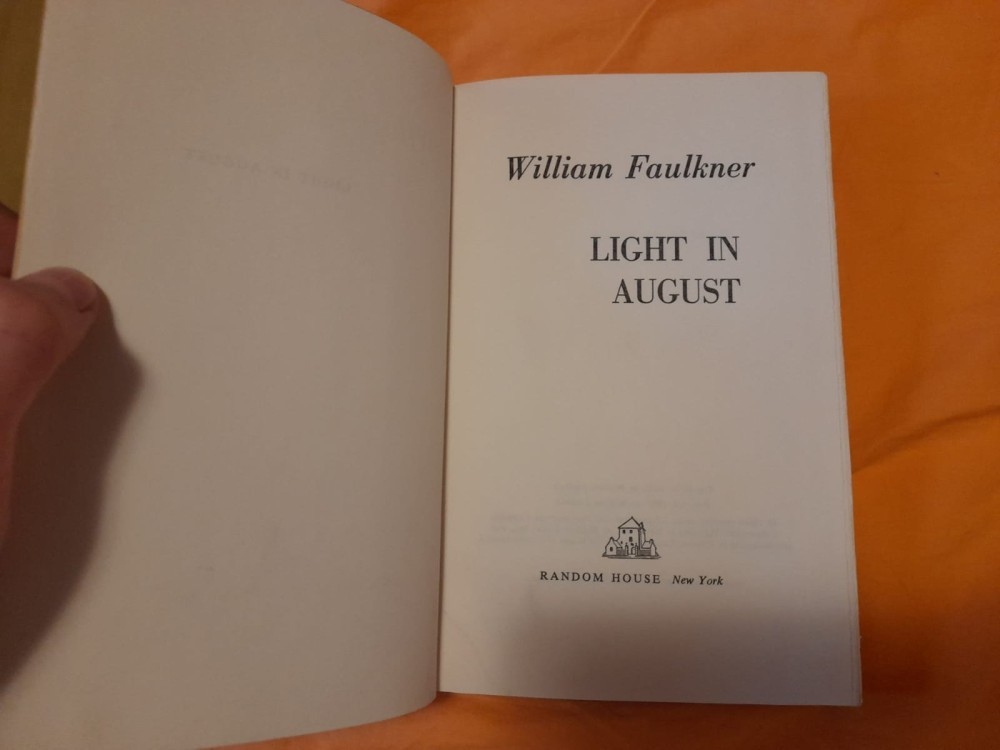 William Faulkner
LIGHT IN
AUGUST
RANDOM HOUSE New York